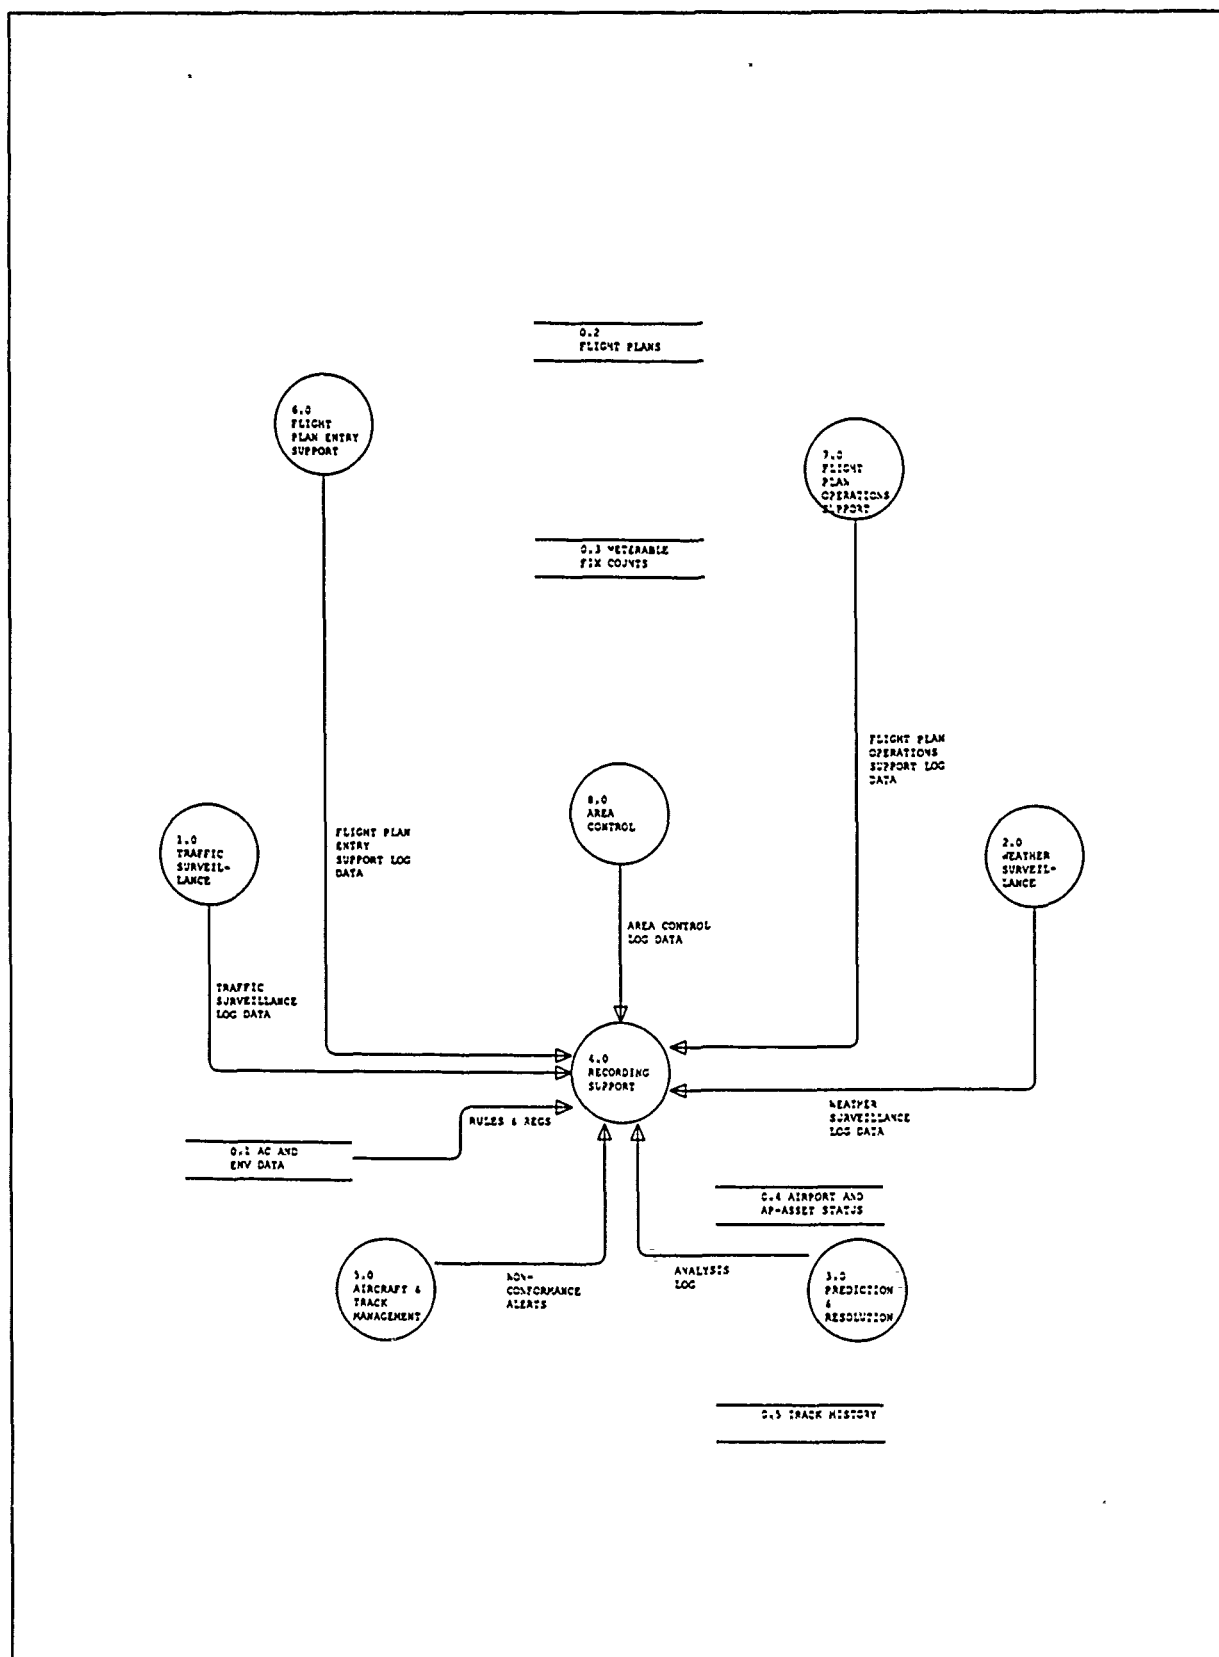 0.2
FLIGHT PLANS
6.0
FLIGHT
PLAN ENTRY
SUPPORT
7.0
FLIGHT
PLAN
OPERATIONS
SUPPORT
0.3 METERABLE
FIX COUNTS
FLIGHT PLAN
OPERATIONS
SUPPORT LOG
DATA
8.0
AREA
CONTROL
1.0
TRAFFIC
SURVEIL-
LANCE
FLIGHT PLAN
ENTRY
SUPPORT LOG
DATA
2.0
WEATHER
SURVEIL-
LANCE
AREA CONTROL
LOG DATA
TRAFFIC
SURVEILLANCE
LOG DATA
4.0
RECORDING
SUPPORT
RULES & REGS
WEATHER
SURVEILLANCE
LOG DATA
0.1 AC AND
ENV DATA
0.4 AIRPORT AND
AP-ASSET STATUS
5.0
AIRCRAFT &
TRACK
MANAGEMENT
NON-
CONFORMANCE
ALERTS
ANALYSIS
LOG
3.0
PREDICTION
&
RESOLUTION
0.5 TRACK HISTORY